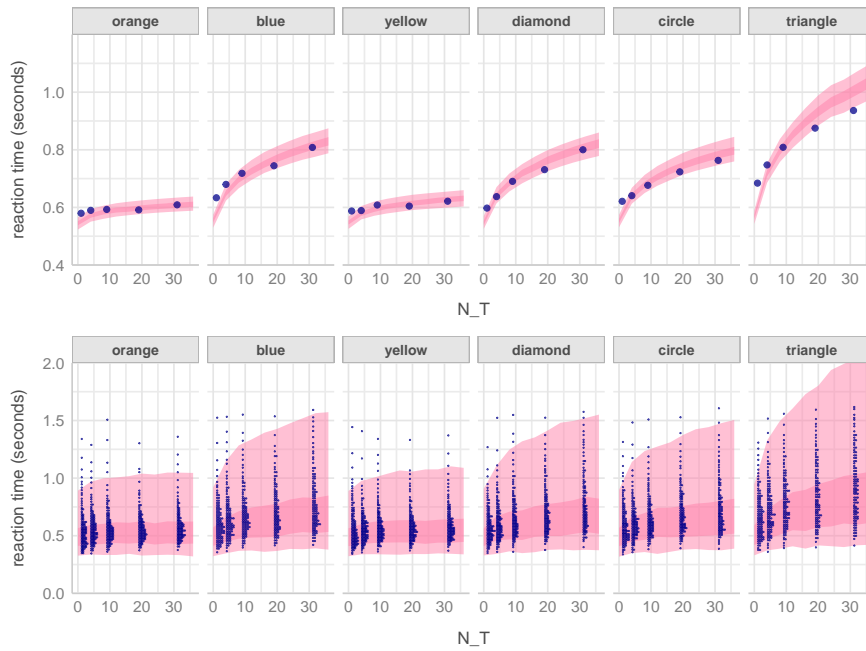 orange blue yellow diamond circle triangle
reaction time (seconds)
1.0
0.8
0.6
0.4
0 10 20 30 0 10 20 30 0 10 20 30 0 10 20 30 0 10 20 30 0 10 20 30
N_T
orange blue yellow diamond circle triangle
reaction time (seconds)
2.0
1.5
1.0
0.5
0.0
0 10 20 30 0 10 20 30 0 10 20 30 0 10 20 30 0 10 20 30 0 10 20 30
N_T